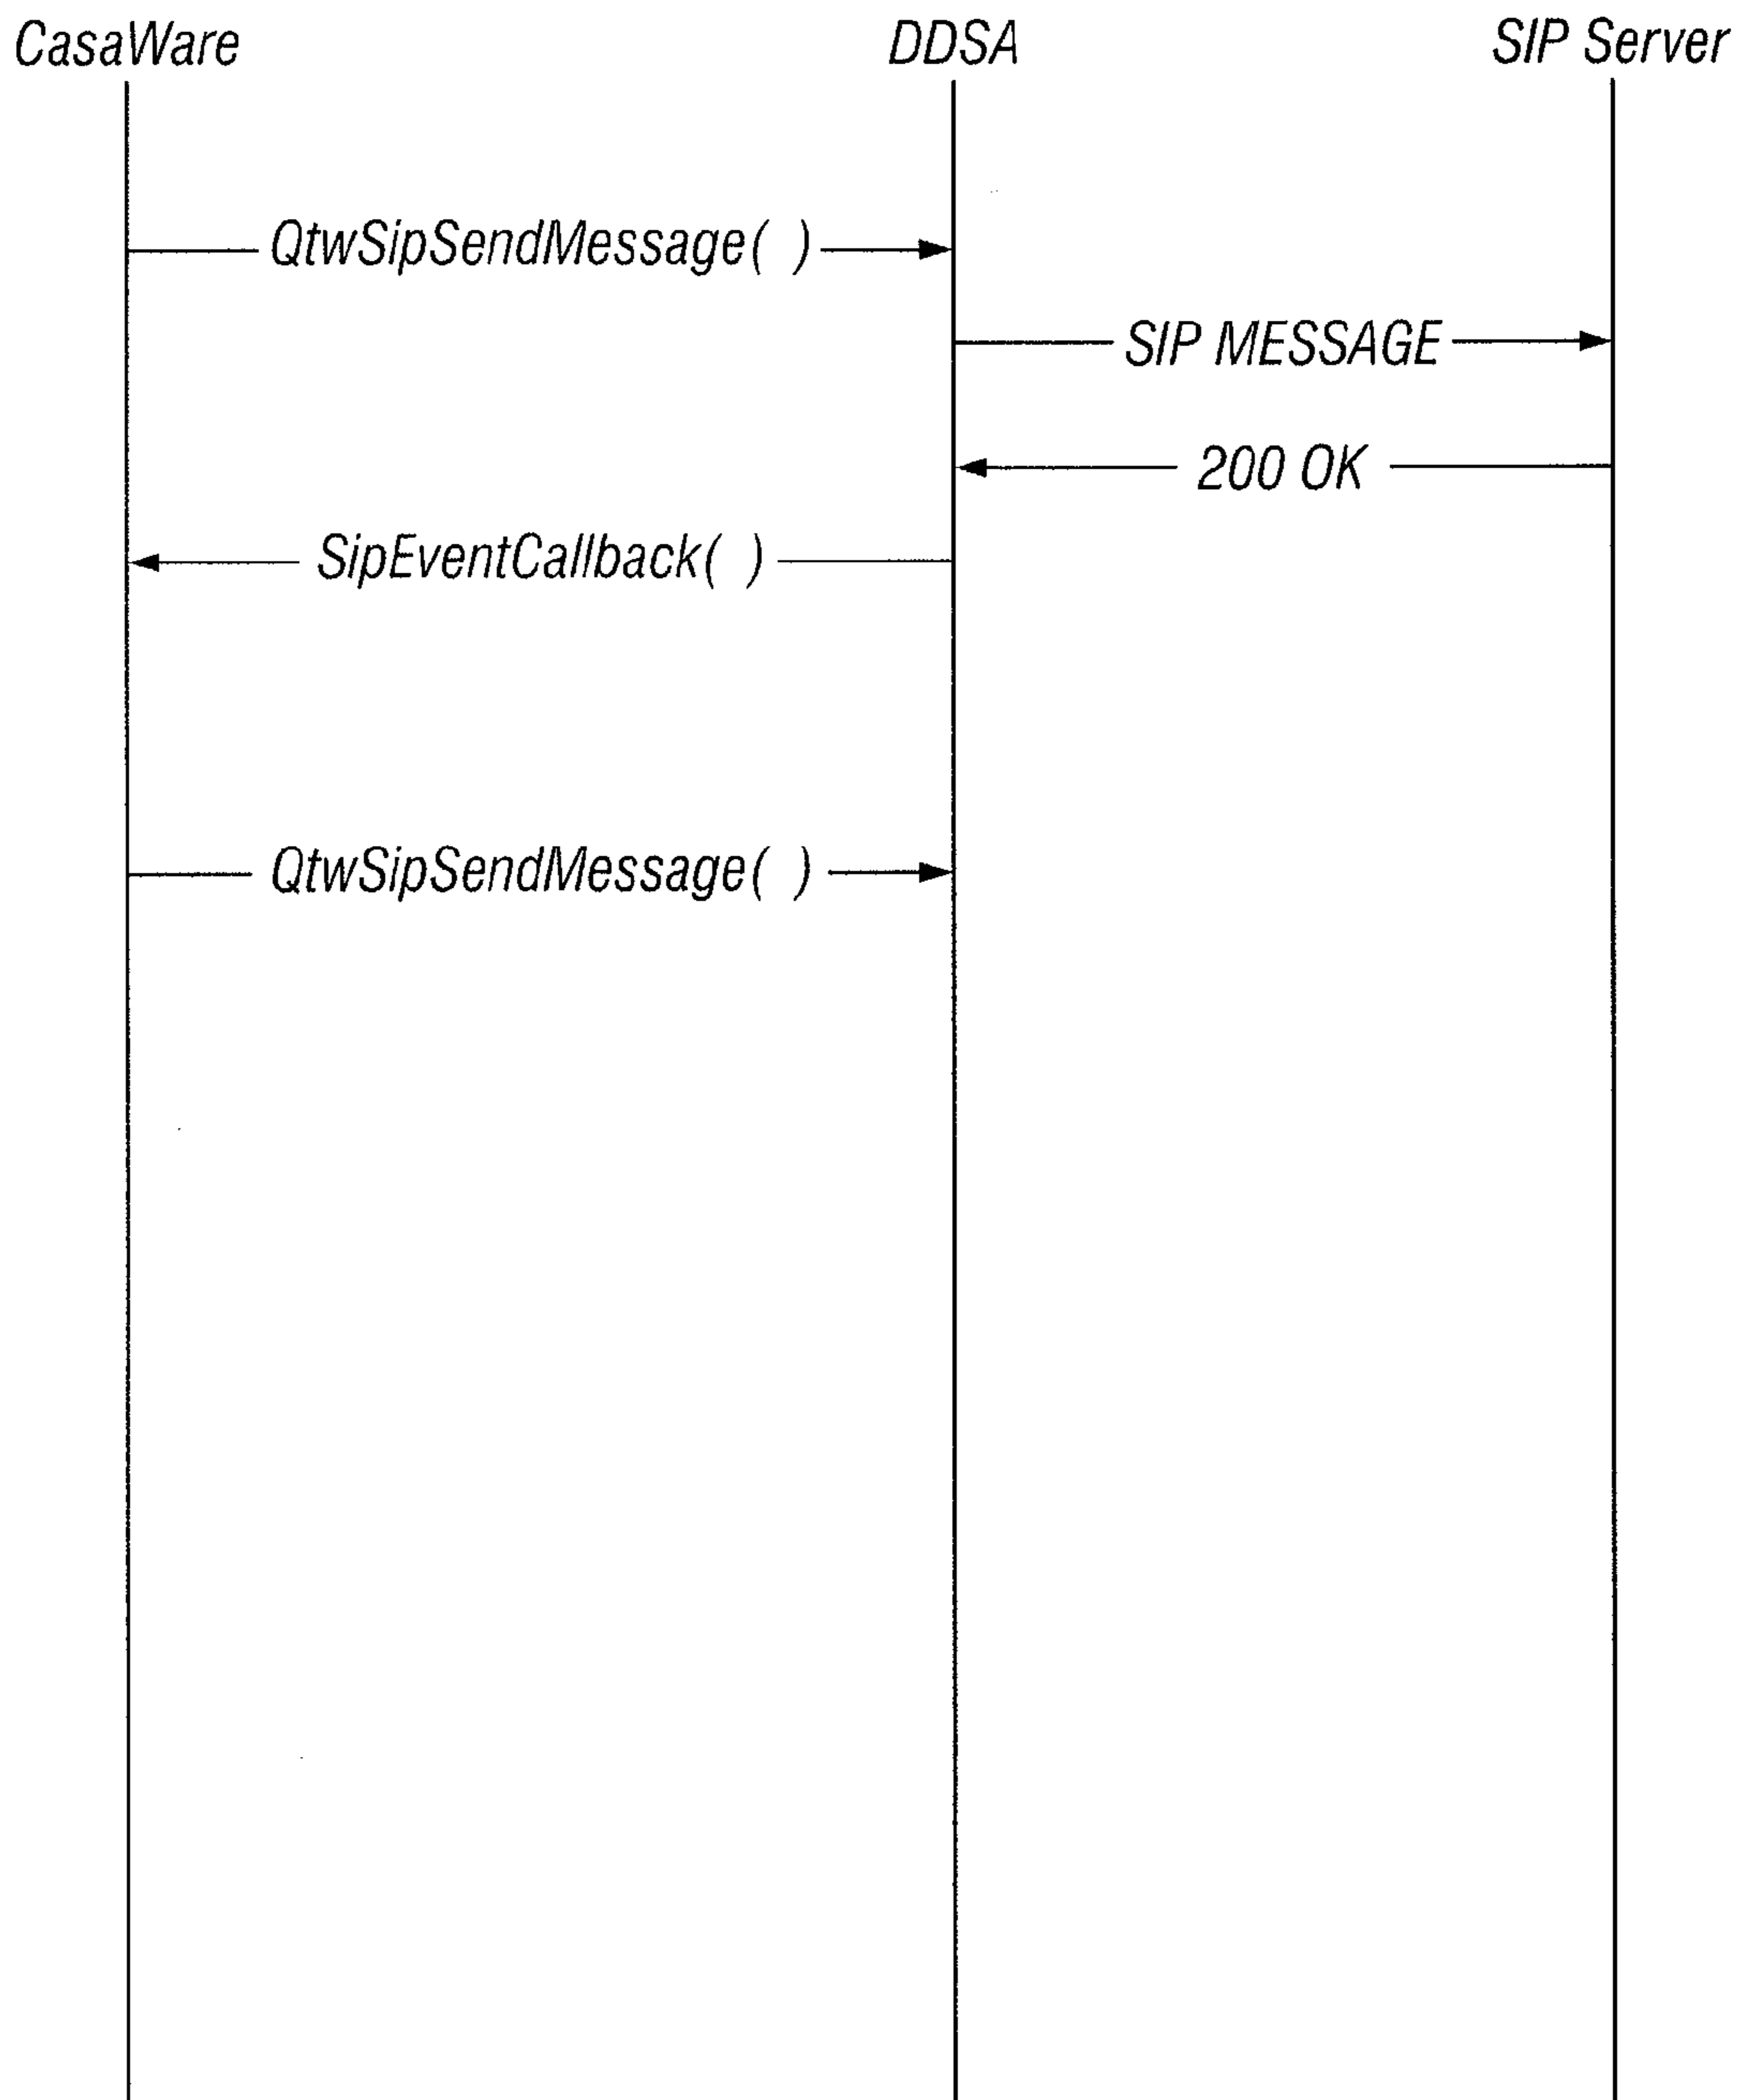 CasaWare DDSA SIP Server
QtwSipSendMessage( )
SIP MESSAGE
200 OK
SipEventCallback( )
QtwSipSendMessage( )